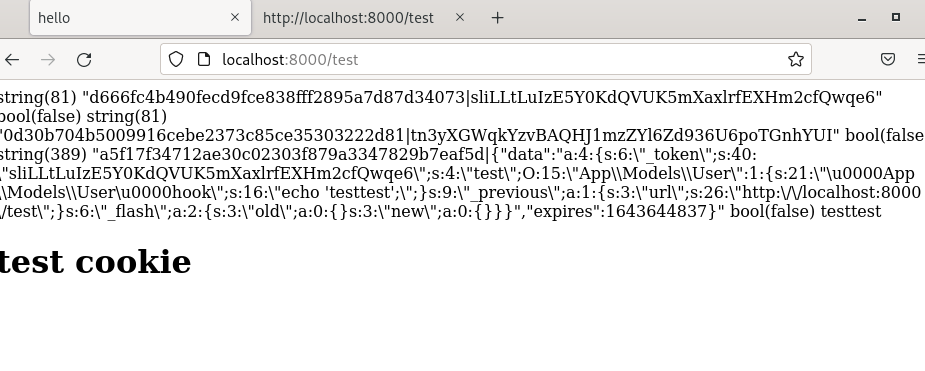 hello
http://localhost:8000/test
localhost:8000/test
string(81) "d666fc4b490fecd9fce838fff2895a7d87d34073|sliLLtLuIzE5Y0KdQVUK5mXaxlrfEXHm2cfQwqe6"
bool(false) string(81)
"0d30b704b5009916cebe2373c85ce35303222d81|tn3yXGWqkYzvBAQHJ1mzZYl6Zd936U6poTGnhYUI" bool(false
string(389) "a5f17f34712ae30c02303f879a3347829b7eaf5d|{"data":"a:4:{s:6:\"_token\";s:40:
\"sliLLtLuIzE5Y0KdQVUK5mXaxlrfEXHm2cfQwqe6\";s:4:\"test\";O:15:\"App\\Models\\User\":1:{s:21:\"\u0000App
\\Models\\User\u0000hook\";s:16:\"echo 'testtest';\";}s:9:\"_previous\";a:1:{s:3:\"url\";s:26:\"http:\/\/localhost:8000
\/test\";}s:6:\"_flash\";a:2:{s:3:\"old\";a:0:{}s:3:\"new\";a:0:{}}}","expires":1643644837}" bool(false) testtest
test cookie